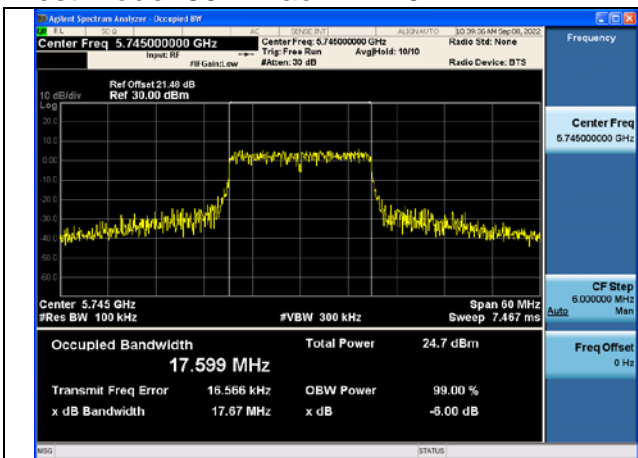 Agilent Spectrum Analyzer - Occupied BW
RL 50 Ω AC SENSE:INT ALIGNAUTO 10:39:36 AM Sep 08, 2022
Center Freq 5.745000000 GHz
Center Freq: 5.745000000 GHz
Radio Std: None
Input: RF
Trig: Free Run Avg|Hold: 10/10
#IFGain:Low #Atten: 30 dB Radio Device: BTS
Frequency
Ref Offset 21.48 dB
10 dB/div Ref 30.00 dBm
Log
20.0
10.0
0.00
-10.0
-20.0
-30.0
-40.0
-50.0
-60.0
Center Freq
5.745000000 GHz
Center 5.745 GHz Span 60 MHz
#Res BW 100 kHz #VBW 300 kHz Sweep 7.467 ms
CF Step
6.000000 MHz
Auto Man
Occupied Bandwidth Total Power 24.7 dBm
17.599 MHz
Transmit Freq Error 16.566 kHz OBW Power 99.00 %
x dB Bandwidth 17.67 MHz x dB -6.00 dB
Freq Offset
0 Hz
MSG STATUS